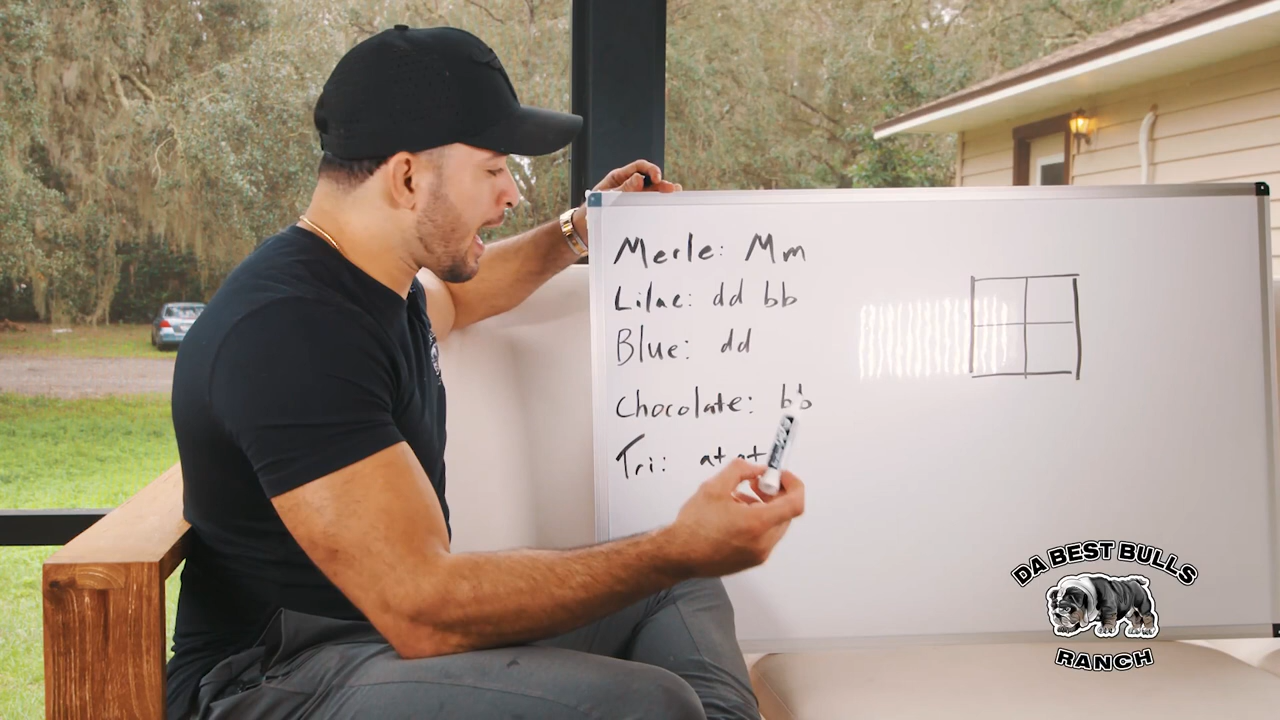 Merle: Mm
Lilac: dd bb
Blue: dd
Chocolate: bb
Tri: at at
DA BEST BULLS
RANCH